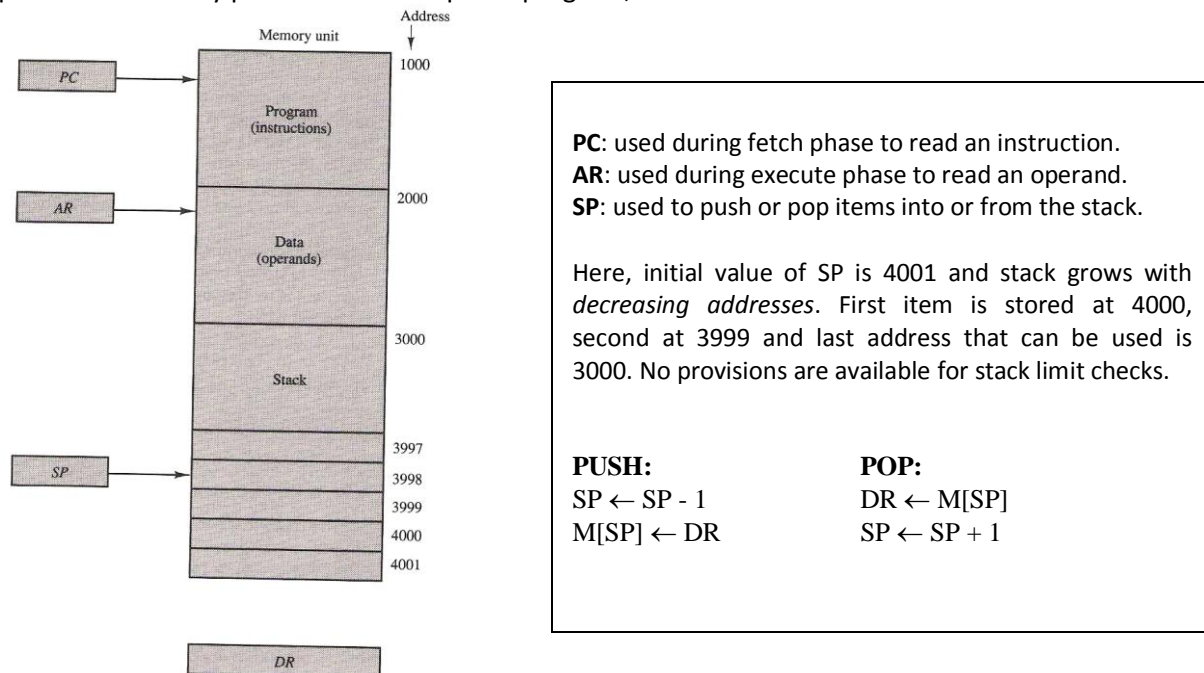 Address
Memory unit
1000
PC
Program
(instructions)
2000
AR
Data
(operands)
3000
Stack
3997
SP
3998
3999
4000
4001
DR
PC: used during fetch phase to read an instruction.
AR: used during execute phase to read an operand.
SP: used to push or pop items into or from the stack.
Here, initial value of SP is 4001 and stack grows with
decreasing addresses. First item is stored at 4000,
second at 3999 and last address that can be used is
3000. No provisions are available for stack limit checks.
PUSH: POP:
SP ← SP - 1 DR ← M[SP]
M[SP] ← DR SP ← SP + 1